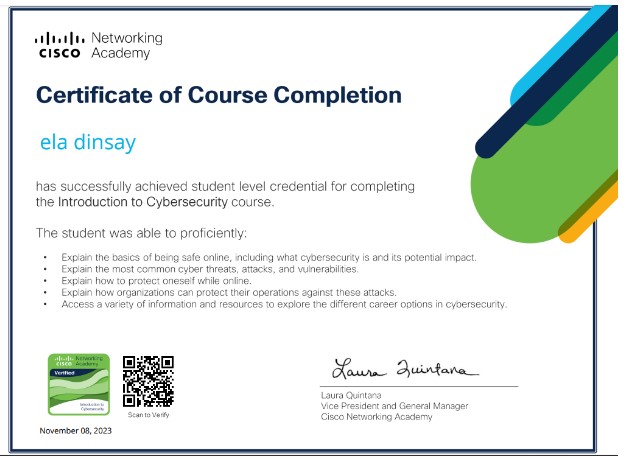 Networking
CISCO Academy
Certificate of Course Completion
ela dinsay
has successfully achieved student level credential for completing
the Introduction to Cybersecurity course.
The student was able to proficiently:
• Explain the basics of being safe online, including what cybersecurity is and its potential impact.
• Explain the most common cyber threats, attacks, and vulnerabilities.
• Explain how to protect oneself while online.
• Explain how organizations can protect their operations against these attacks.
• Access a variety of information and resources to explore the different career options in cybersecurity.
Networking
CISCO Academy
Verified
Introduction to
Cybersecurity
Scan to Verify
November 08, 2023
Laura Quintana
Laura Quintana
Vice President and General Manager
Cisco Networking Academy